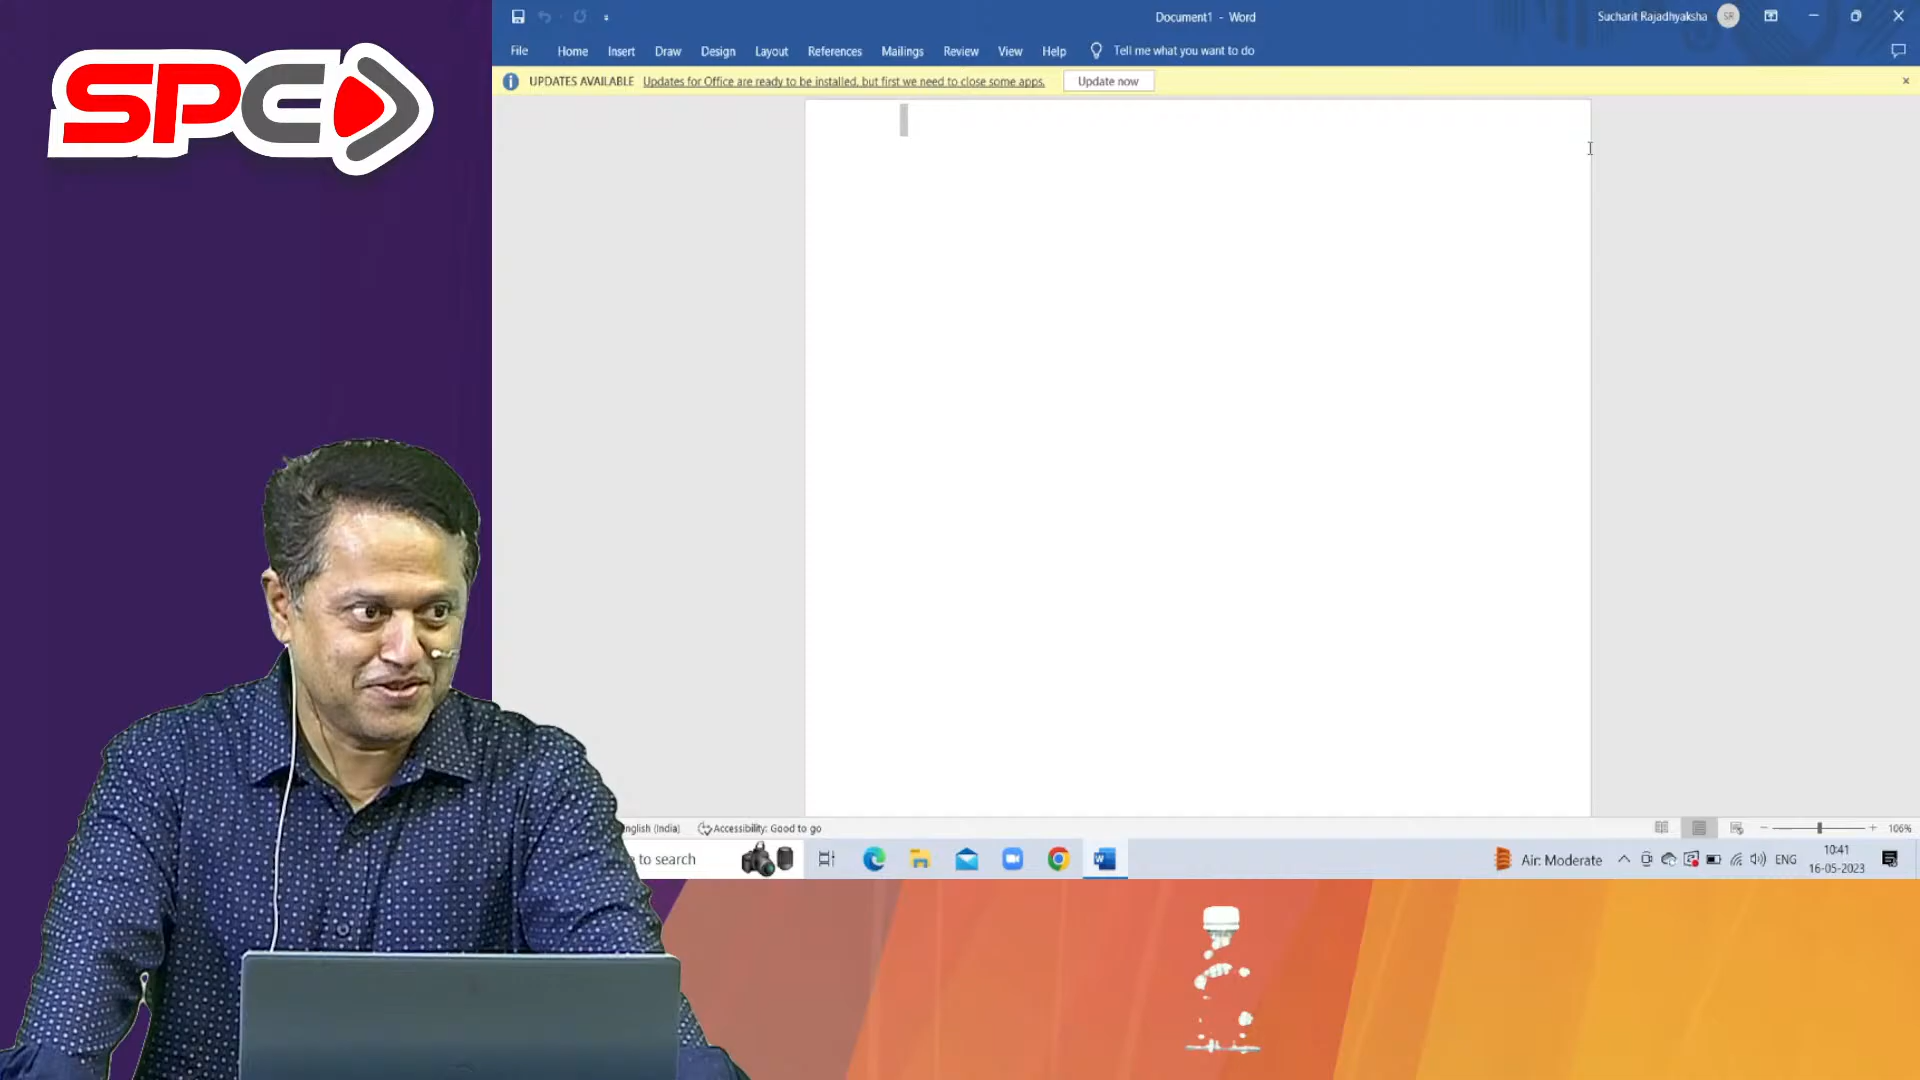 SPE
Document1 - Word
Sucharit Rajadhyaksha
SR
File Home Insert Draw Design Layout References Mailings Review View Help Tell me what you want to do
UPDATES AVAILABLE Updates for Office are ready to be installed, but first we need to close some apps. Update now
nglish (India) Accessibility: Good to go
106%
e to search
Air: Moderate
ENG
10:41
16-05-2023